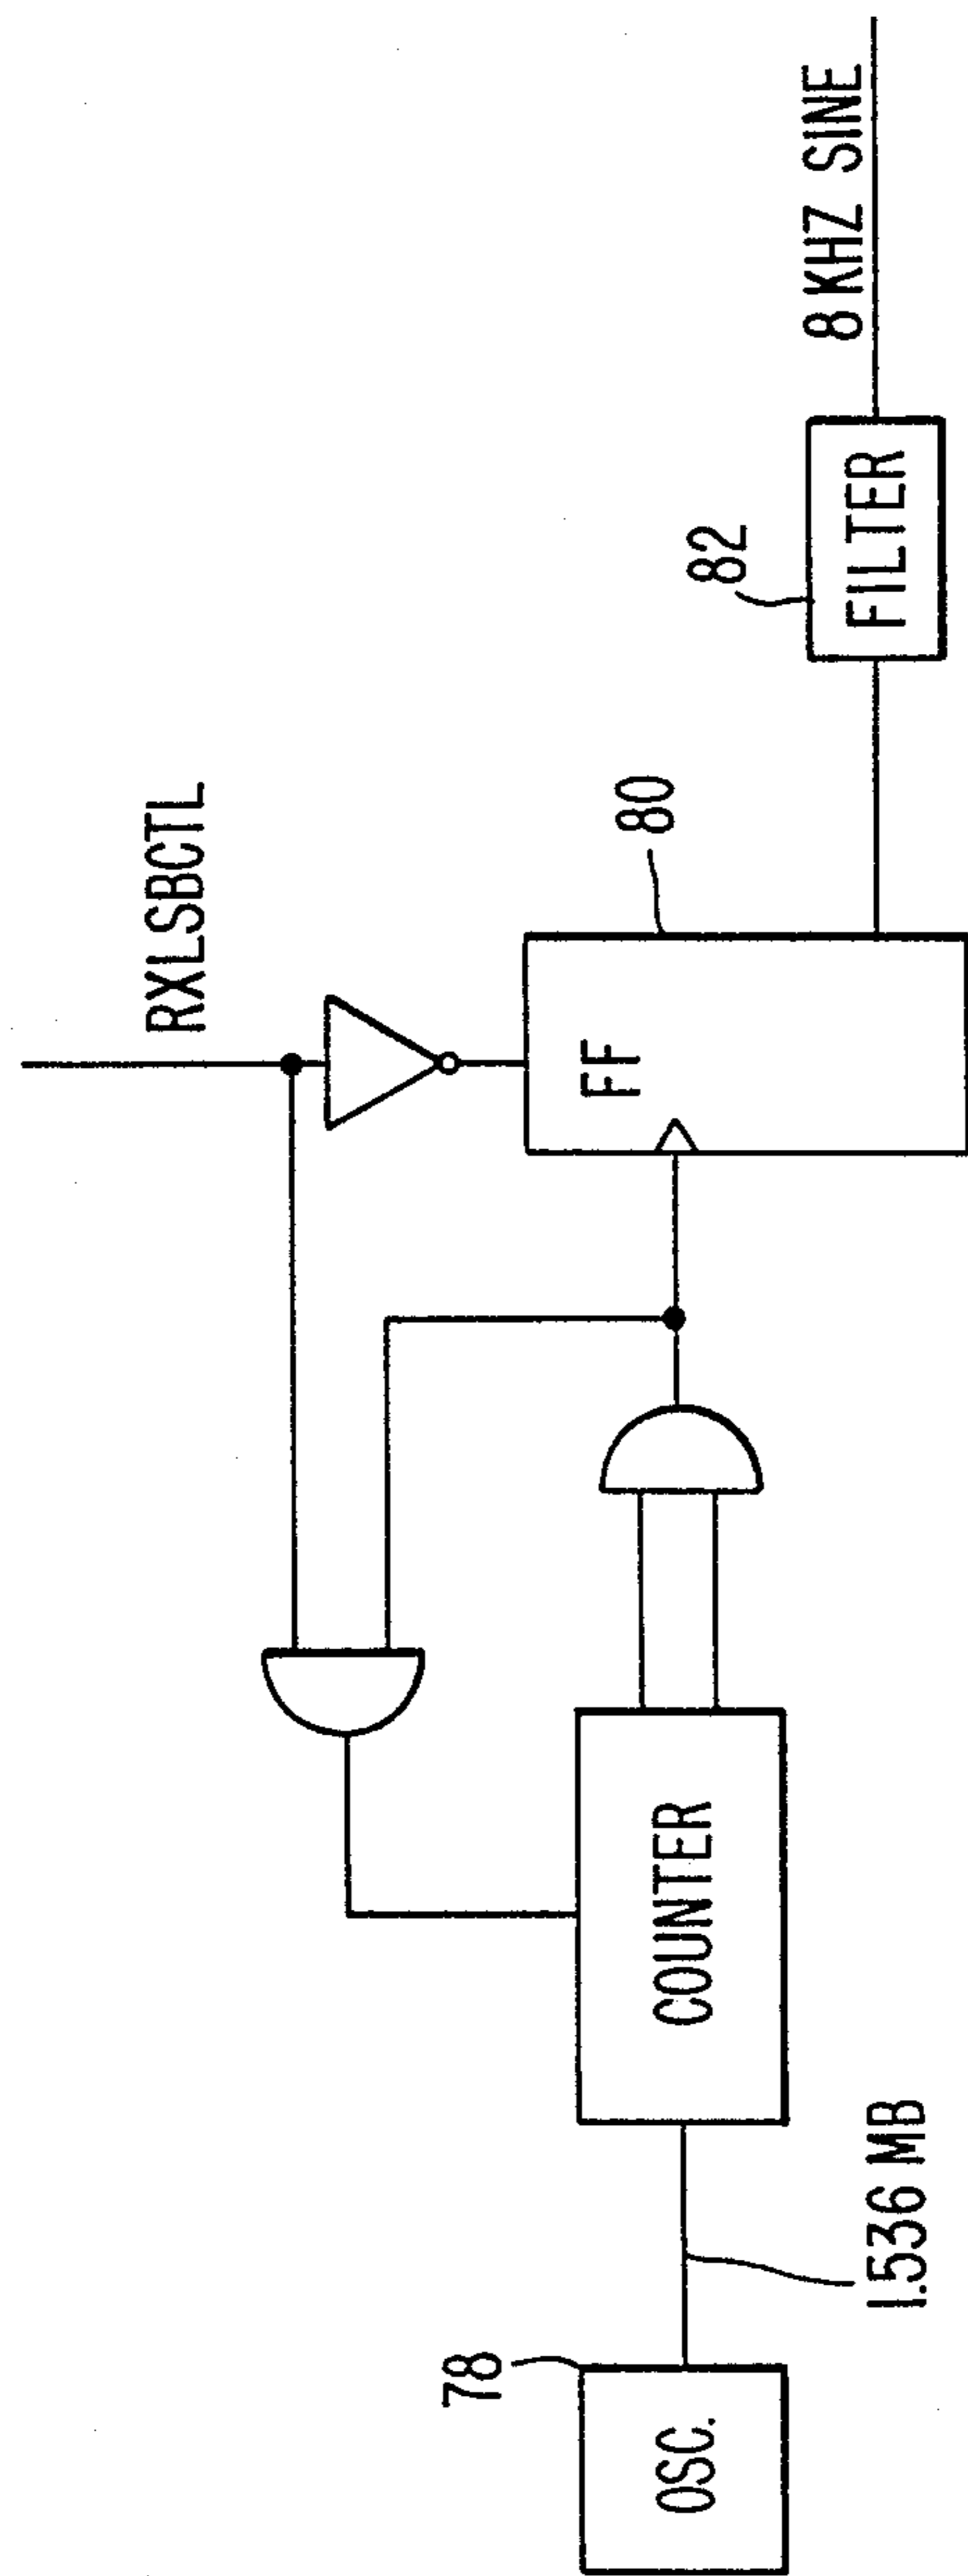 RXLSBCTL
8 KHZ SINE
82
FILTER
80
FF
COUNTER
1.536 MB
78
OSC.